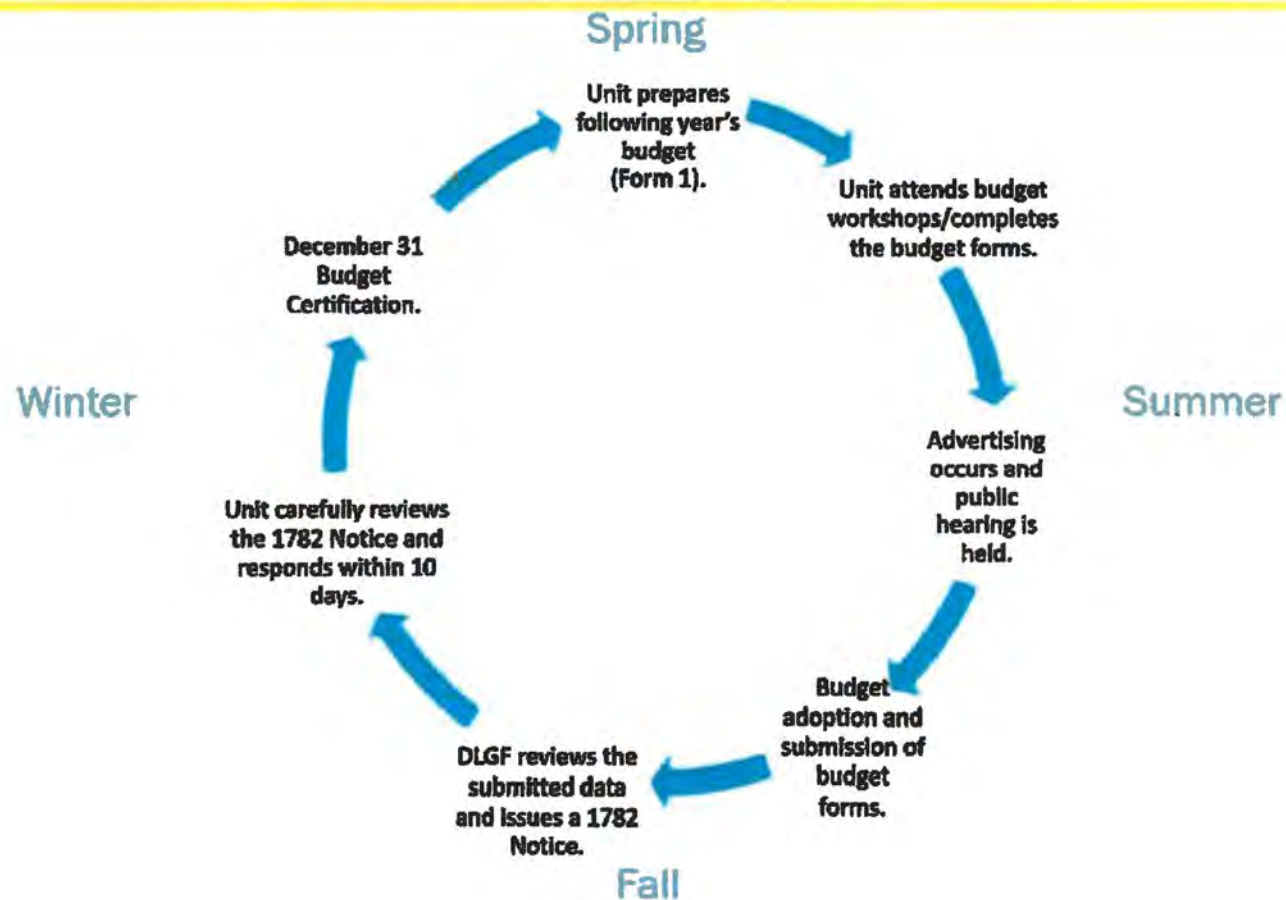 Spring
Unit prepares
following year's
budget
(Form 1).
Unit attends budget
workshops/completes
the budget forms.
Summer
Advertising
occurs and
public
hearing is
held.
Budget
adoption and
submission of
budget
forms.
Fall
DLGF reviews the
submitted data
and issues a 1782
Notice.
Unit carefully reviews
the 1782 Notice and
responds within 10
days.
Winter
December 31
Budget
Certification.